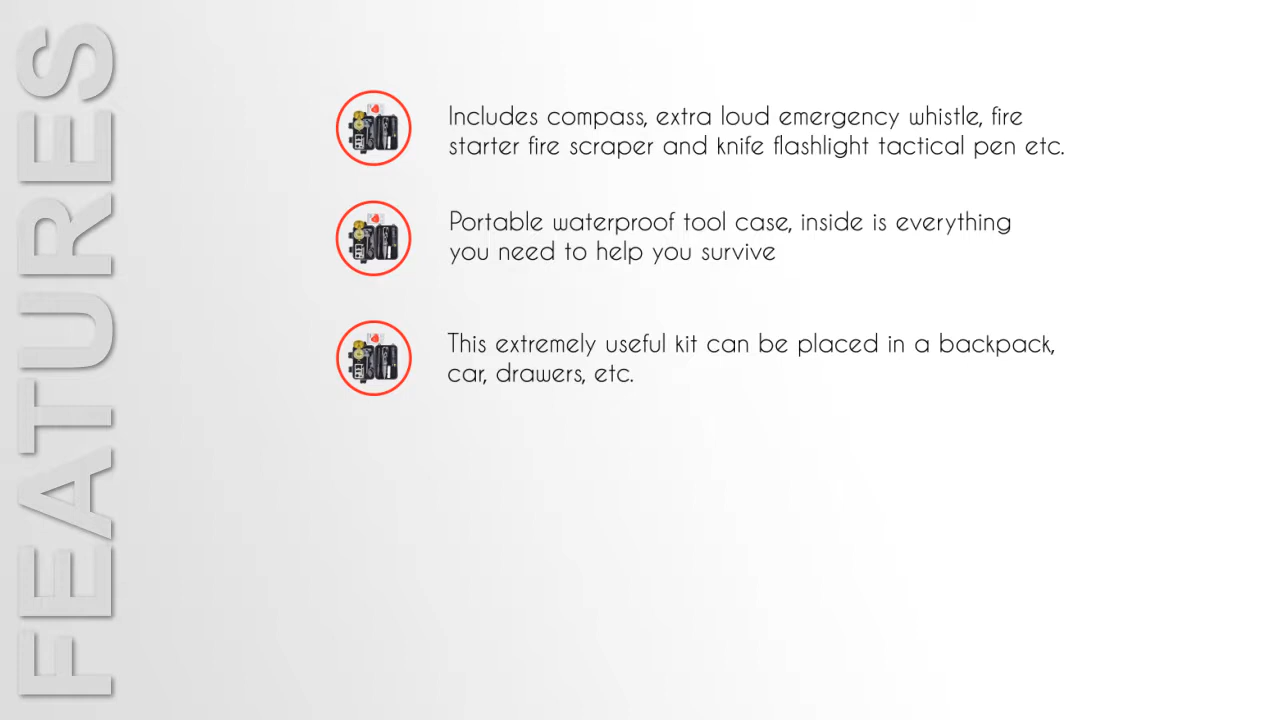 FEATURES
Includes compass, extra loud emergency whistle, fire
starter fire scraper and knife flashlight tactical pen etc.
Portable waterproof tool case, inside is everything
you need to help you survive
This extremely useful kit can be placed in a backpack,
car, drawers, etc.